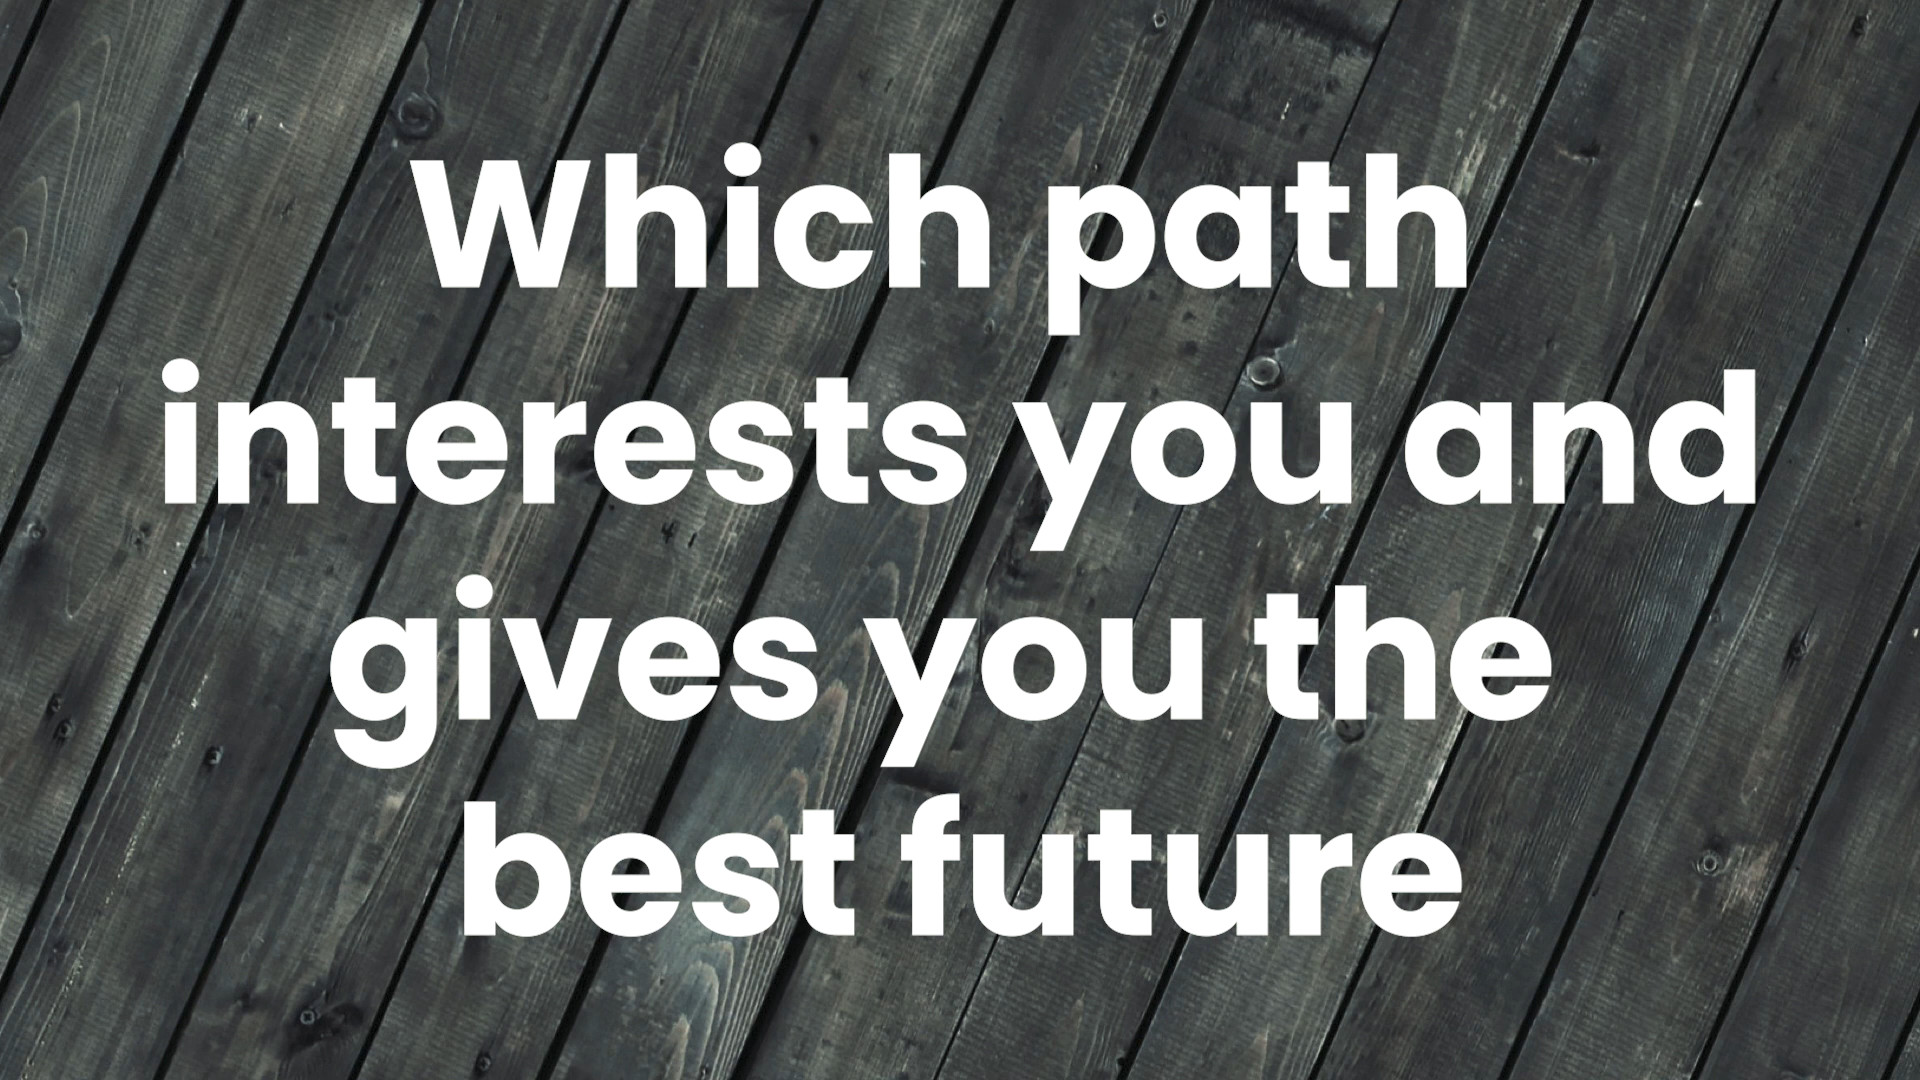 Which path
interests you and
gives you the
best future